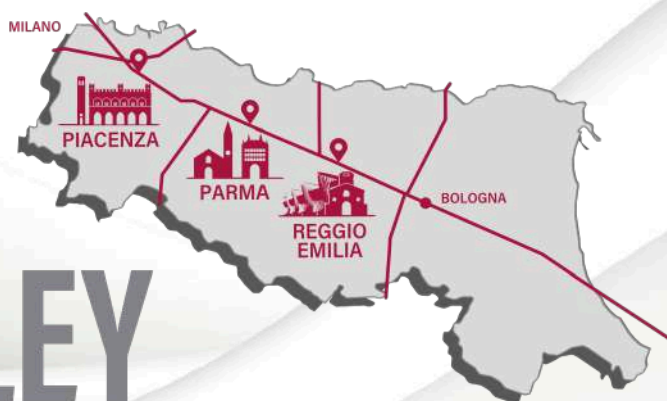 MILANO
PIACENZA
PARMA
REGGIO
EMILIA
BOLOGNA
LEY